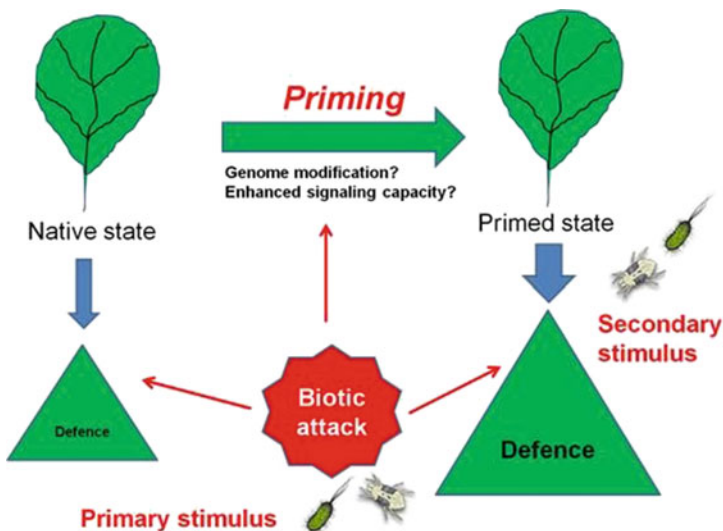 Priming
Genome modification?
Enhanced signaling capacity?
Native state
Primed state
Secondary
stimulus
Biotic
attack
Defence
Defence
Primary stimulus